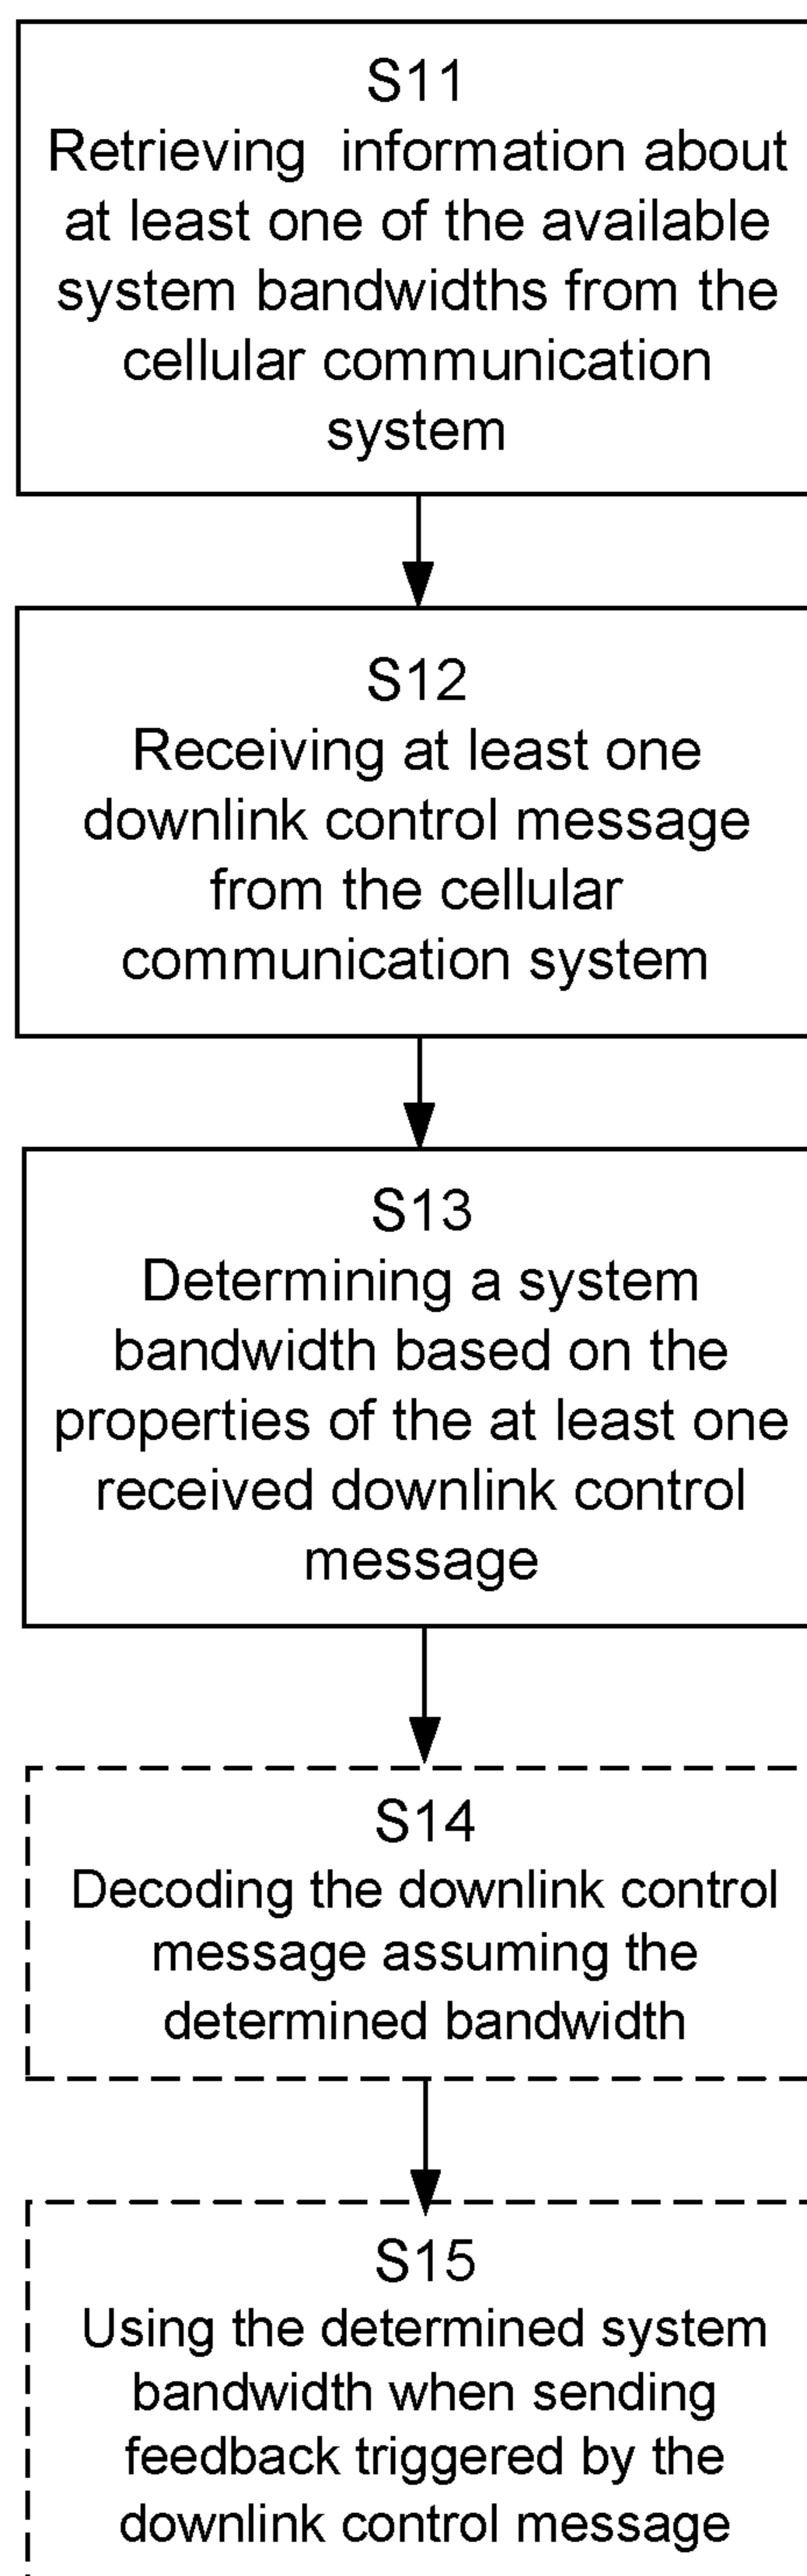 S11
Retrieving  information about
at least one of the available
system bandwidths from the
cellular communication
system
S12
Receiving at least one
downlink control message
from the cellular
communication system
S13
Determining a system
bandwidth based on the
properties of the at least one
received downlink control
message
S14
Decoding the downlink control
message assuming the
determined bandwidth
S15
Using the determined system
bandwidth when sending
feedback triggered by the
downlink control message